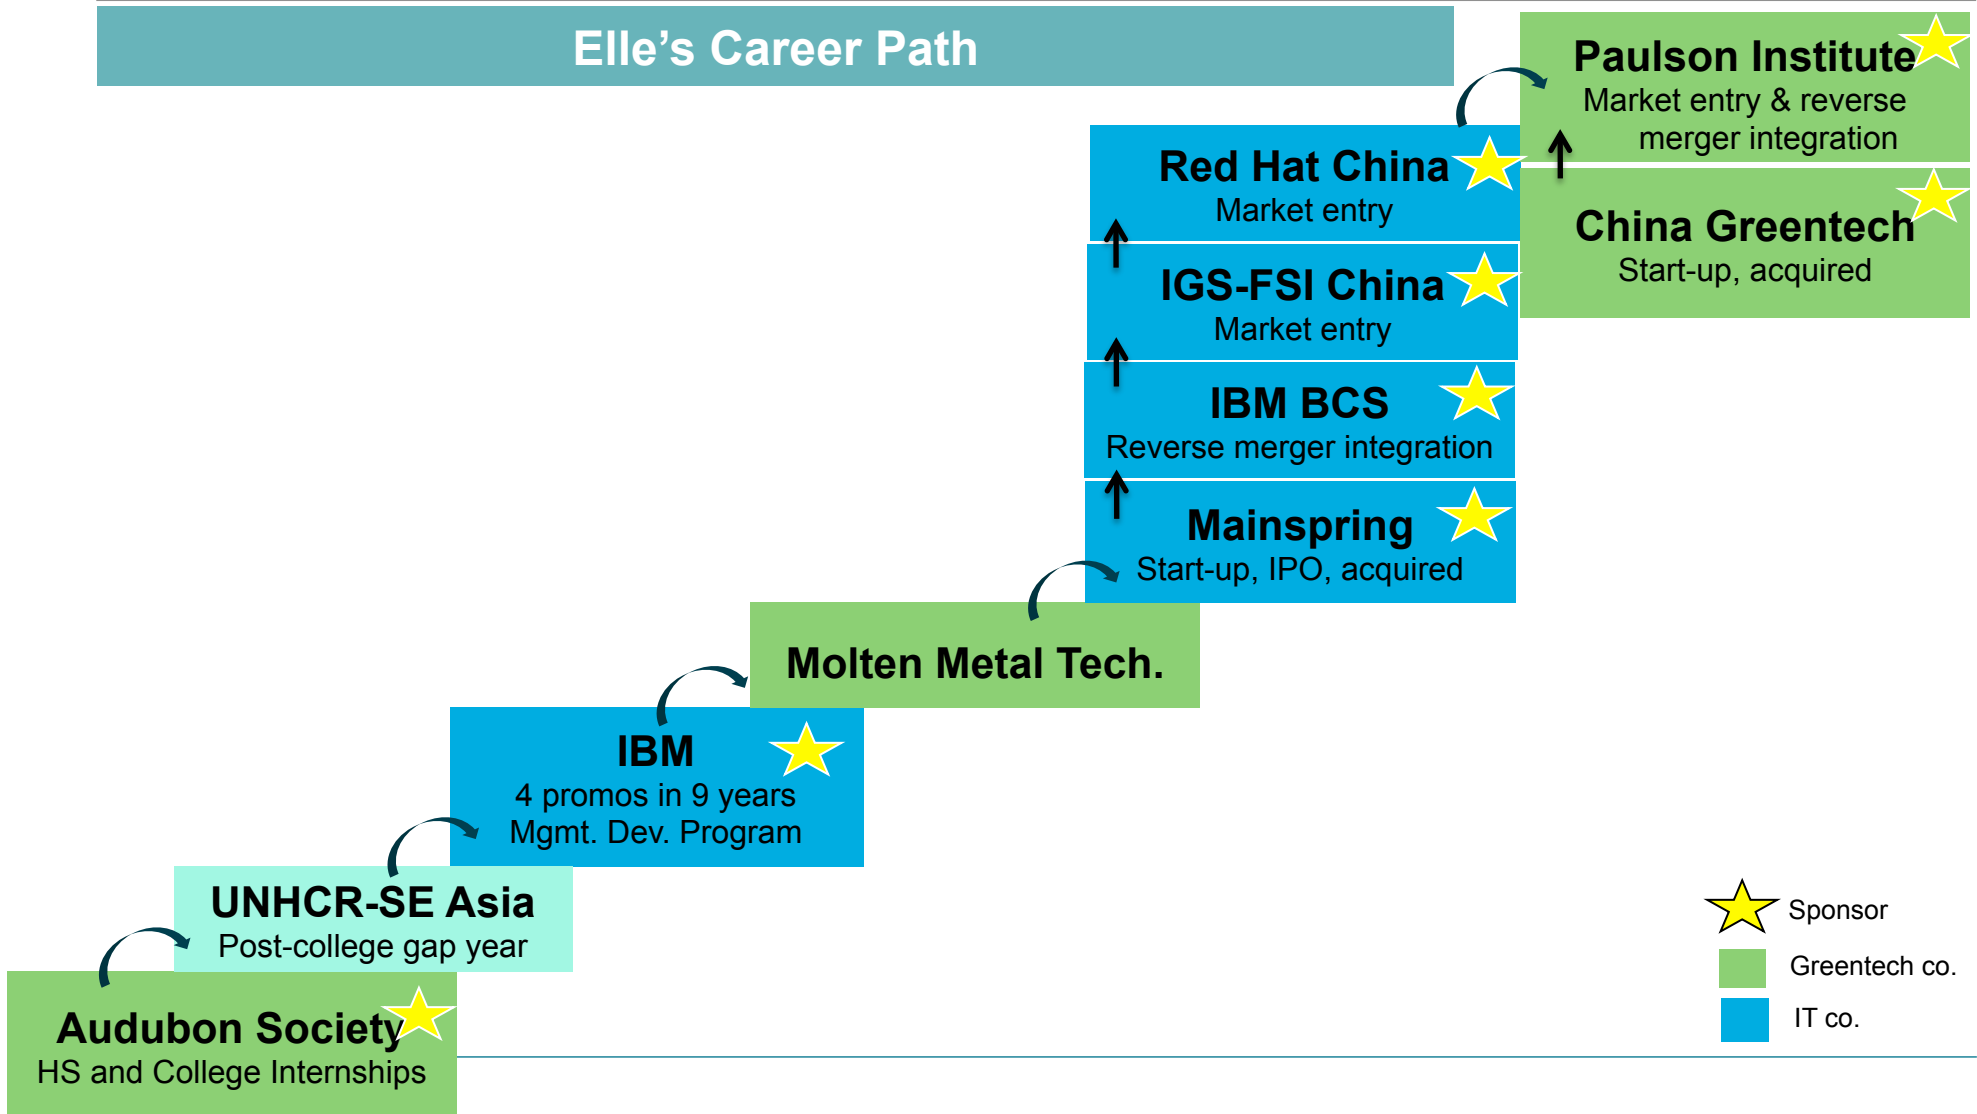 Elle’s Career Path
Paulson Institute
Market entry & reverse
merger integration
China Greentech
Start-up, acquired
Red Hat China
Market entry
IGS-FSI China
Market entry
IBM BCS
Reverse merger integration
Mainspring
Start-up, IPO, acquired
Molten Metal Tech.
IBM
4 promos in 9 years
Mgmt. Dev. Program
UNHCR-SE Asia
Post-college gap year
Audubon Society
HS and College Internships
Sponsor
Greentech co.
IT co.